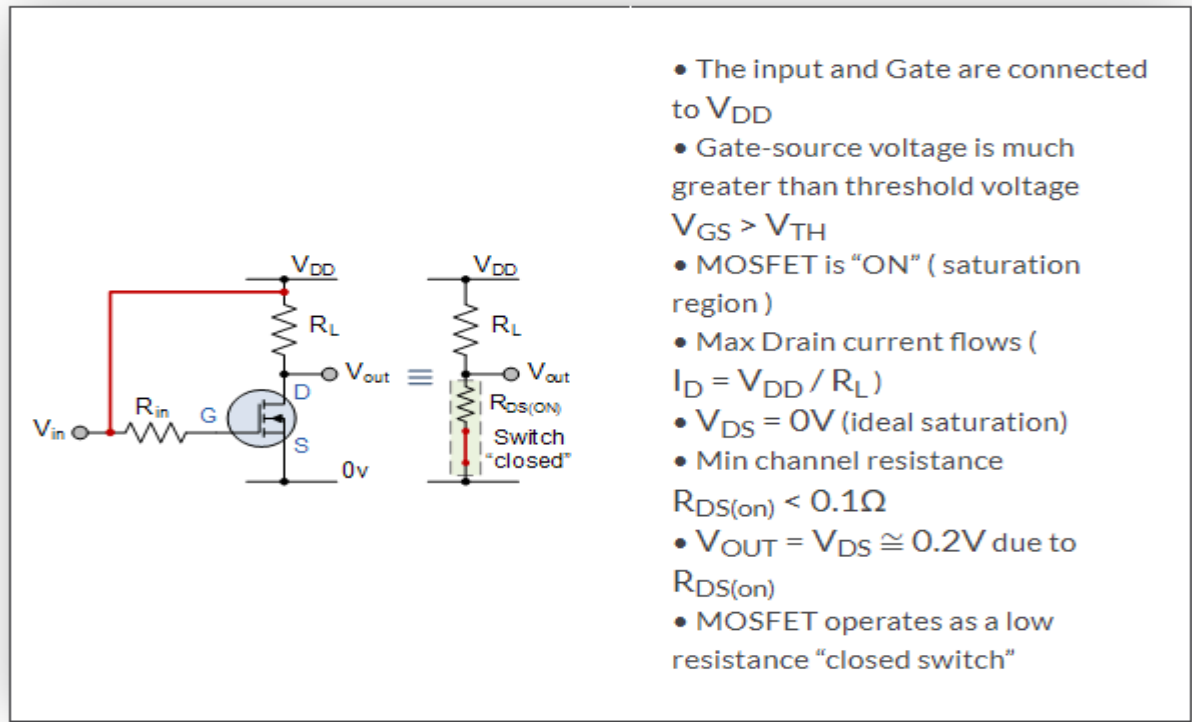 • The input and Gate are connected
to VDD
• Gate-source voltage is much
greater than threshold voltage
VGS > VTH
• MOSFET is “ON” ( saturation
region )
• Max Drain current flows (
ID = VDD / RL )
• VDS = 0V (ideal saturation)
• Min channel resistance
RDS(on) < 0.1Ω
• VOUT = VDS ≅ 0.2V due to
RDS(on)
• MOSFET operates as a low
resistance “closed switch”
VDD
VDD
RL
RL
Vout
≡
Vout
D
Rin
G
RDS(ON)
Vin
S
Switch
“closed”
0v